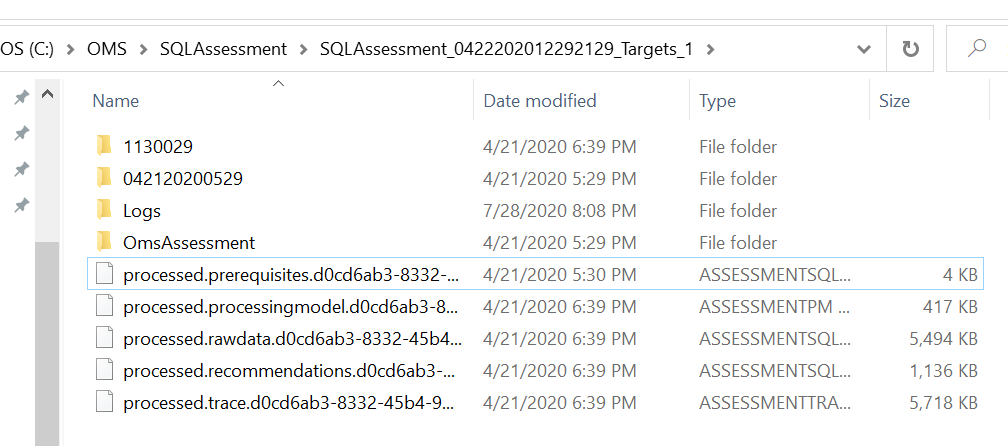 OS (C:) > OMS > SQLAssessment > SQLAssessment_0422202012292129_Targets_1 >
Name Date modified Type Size
1130029 4/21/2020 6:39 PM File folder
042120200529 4/21/2020 5:29 PM File folder
Logs 7/28/2020 8:08 PM File folder
OmsAssessment 4/21/2020 5:29 PM File folder
processed.prerequisites.d0cd6ab3-8332-... 4/21/2020 5:30 PM ASSESSMENTSQL... 4 KB
processed.processingmodel.d0cd6ab3-8... 4/21/2020 6:39 PM ASSESSMENTPM ... 417 KB
processed.rawdata.d0cd6ab3-8332-45b4... 4/21/2020 6:39 PM ASSESSMENTSQL... 5,494 KB
processed.recommendations.d0cd6ab3-... 4/21/2020 6:39 PM ASSESSMENTSQL... 1,136 KB
processed.trace.d0cd6ab3-8332-45b4-9... 4/21/2020 6:39 PM ASSESSMENTTRA... 5,718 KB